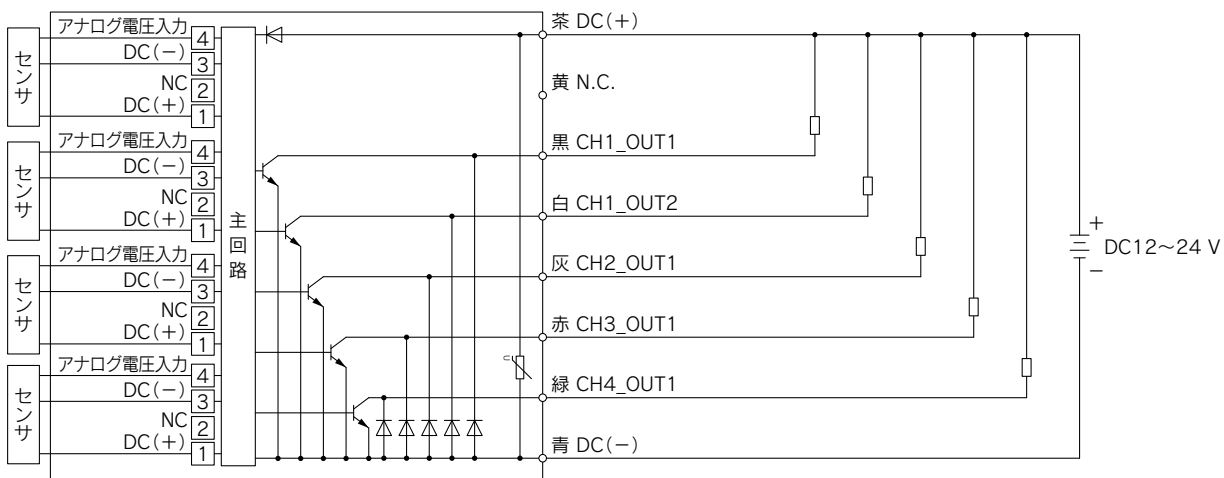 センサ
アナログ電圧入力 4
DC(−) 3
NC 2
DC(+) 1
センサ
アナログ電圧入力 4
DC(−) 3
NC 2
DC(+) 1
センサ
アナログ電圧入力 4
DC(−) 3
NC 2
DC(+) 1
センサ
アナログ電圧入力 4
DC(−) 3
NC 2
DC(+) 1
主回路
茶 DC(+)
黄 N.C.
黒 CH1_OUT1
白 CH1_OUT2
灰 CH2_OUT1
赤 CH3_OUT1
緑 CH4_OUT1
青 DC(−)
+
DC12～24 V
−